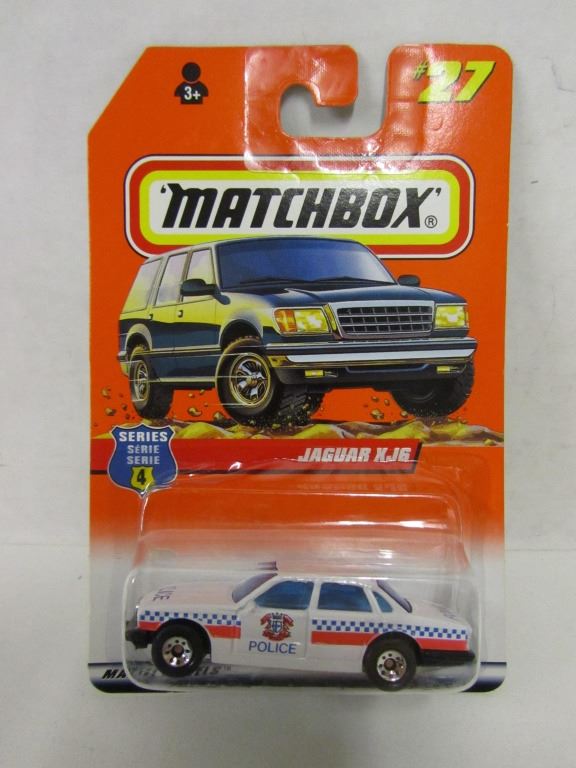 3+
#27
'MATCHBOX'®
SERIES
SÉRIE
SERIE
4
JAGUAR XJ6
POLICE